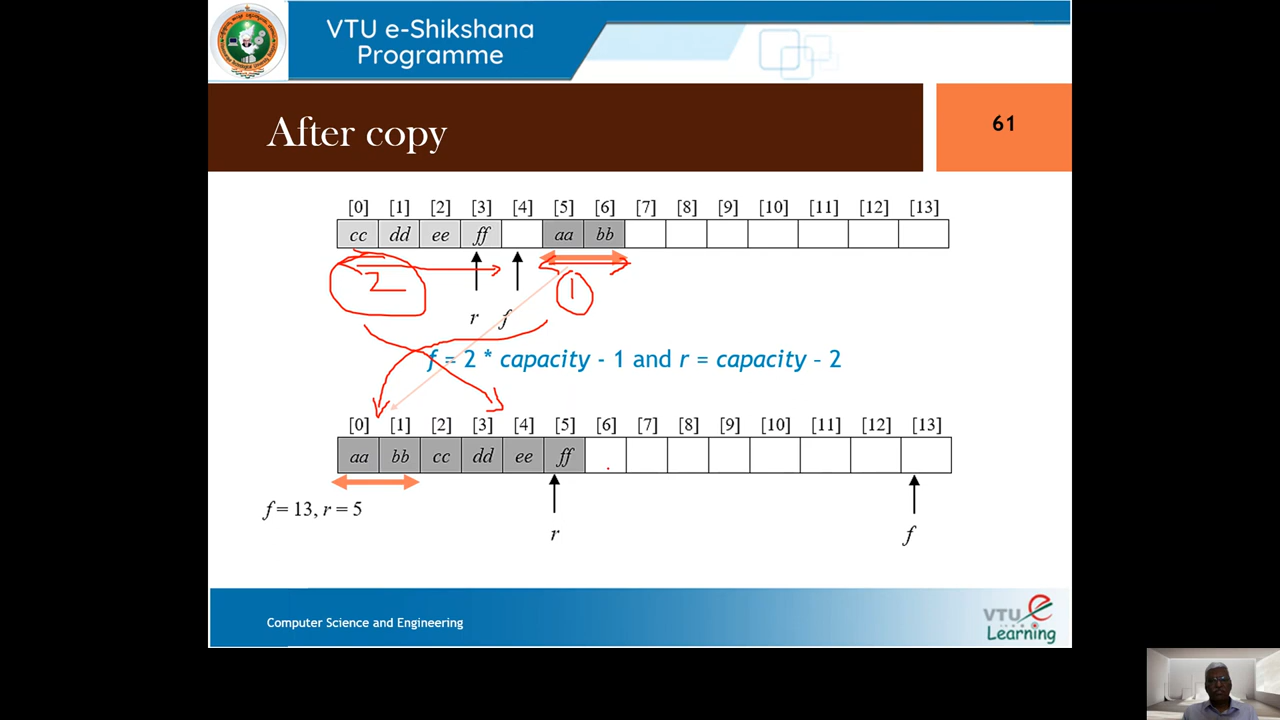 VTU e-Shikshana
Programme
After copy
61
[0] [1] [2] [3] [4] [5] [6] [7] [8] [9] [10] [11] [12] [13]
cc dd ee ff aa bb
2
1
r f
f = 2 * capacity - 1 and r = capacity – 2
[0] [1] [2] [3] [4] [5] [6] [7] [8] [9] [10] [11] [12] [13]
aa bb cc dd ee ff
f = 13, r = 5
r f
Computer Science and Engineering
VTU e
Learning